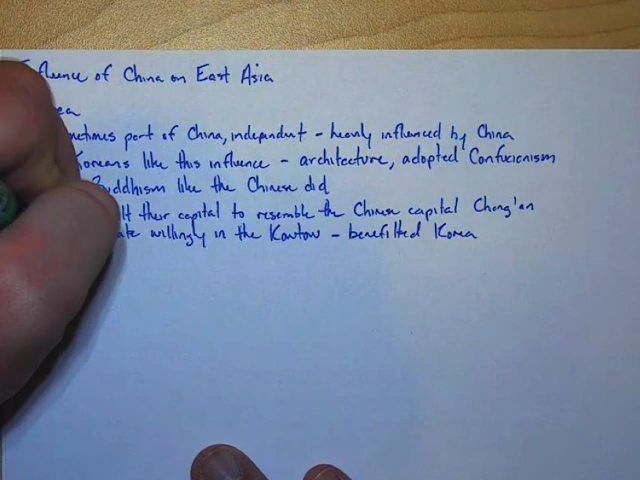 fluence of China on East Asia
ea
metimes part of China, independent - heavily influenced by China
Koreans like this influence - architecture, adopted Confucianism
Buddhism like the Chinese did
lt their capital to resemble the Chinese capital Chang'an
ate willingly in the Kowtow - benefitted Korea